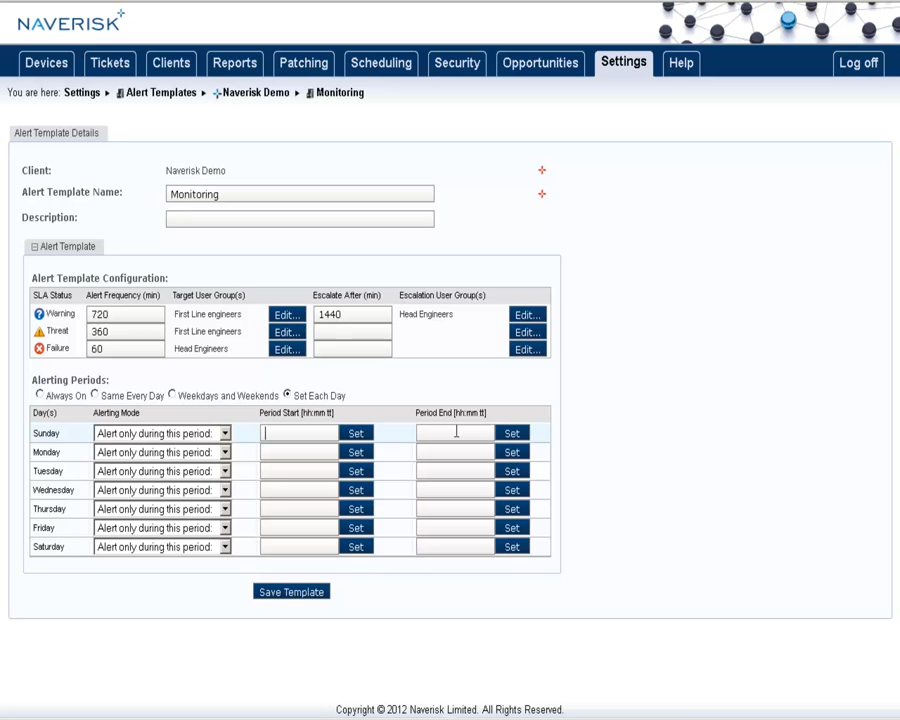 NAVERISK
Devices Tickets Clients Reports Patching Scheduling Security Opportunities Settings Help Log off
You are here: Settings Alert Templates Naverisk Demo Monitoring
Alert Template Details
Client: Naverisk Demo
Alert Template Name: Monitoring
Description:
Alert Template
Alert Template Configuration:
SLA Status Alert Frequency (min) Target User Group(s) Escalate After (min) Escalation User Group(s)
Warning 720 First Line engineers Edit... 1440 Head Engineers Edit...
Threat 360 First Line engineers Edit... Edit...
Failure 60 Head Engineers Edit... Edit...
Alerting Periods:
Always On Same Every Day Weekdays and Weekends Set Each Day
Day(s) Alerting Mode Period Start [hh:mm tt] Period End [hh:mm tt]
Sunday Alert only during this period: Set Set
Monday Alert only during this period: Set Set
Tuesday Alert only during this period: Set Set
Wednesday Alert only during this period: Set Set
Thursday Alert only during this period: Set Set
Friday Alert only during this period: Set Set
Saturday Alert only during this period: Set Set
Save Template
Copyright © 2012 Naverisk Limited. All Rights Reserved.